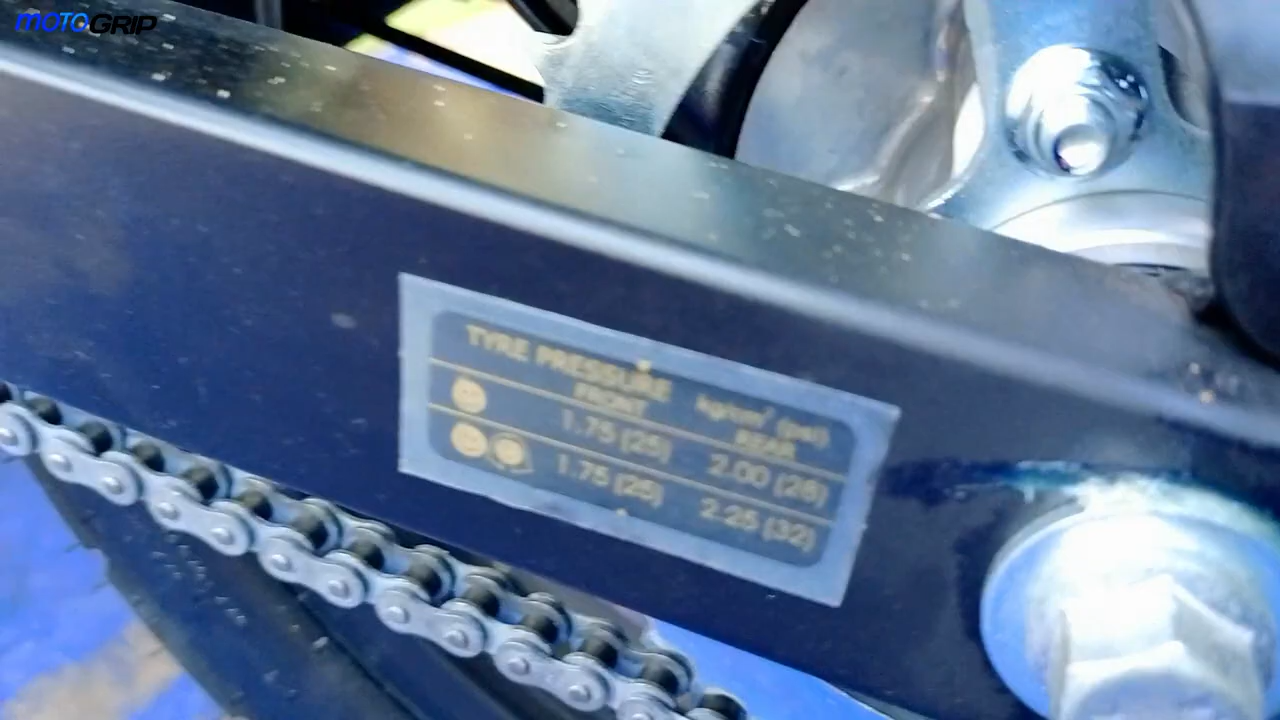 MOTOGRIP
TYRE PRESSURE kg/cm² (psi)
FRONT REAR
1.75 (25) 2.00 (28)
1.75 (25) 2.25 (32)